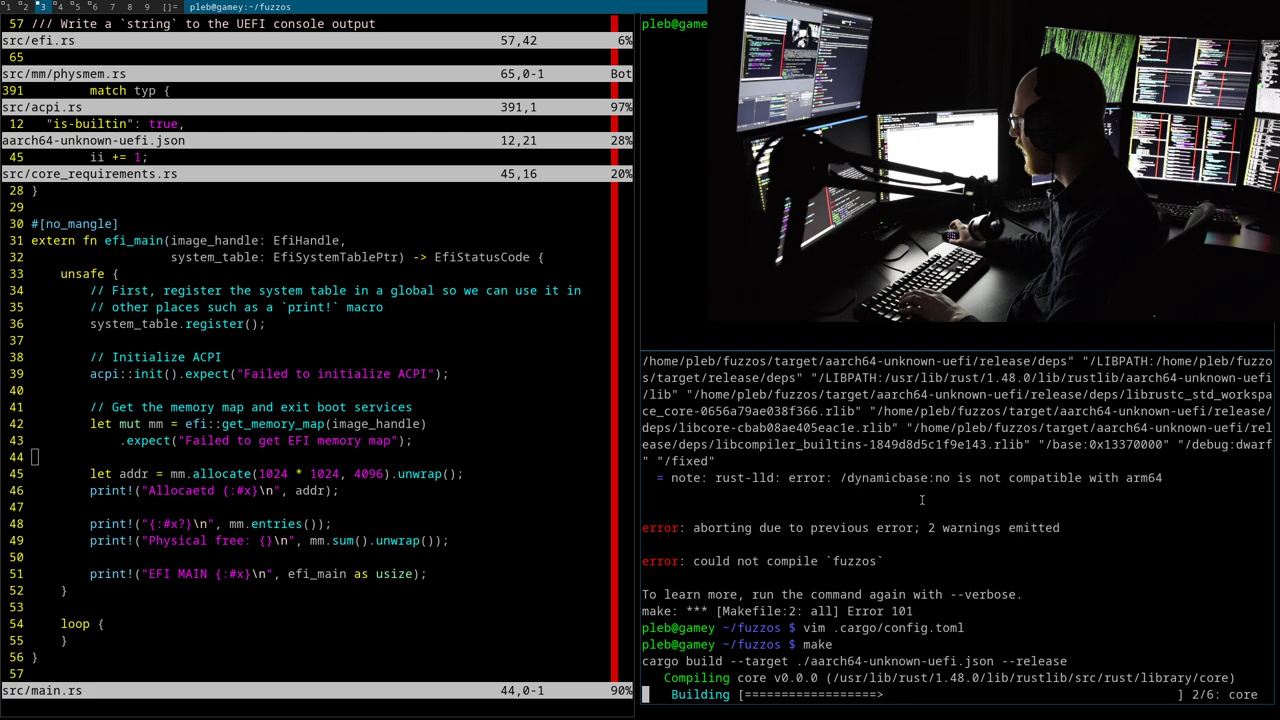 1 2 3 4 5 6 7 8 9 []= pleb@gamey:~/fuzzos
57 /// Write a `string` to the UEFI console output
src/efi.rs 57,42 6%
65
src/mm/physmem.rs 65,0-1 Bot
391 match typ {
src/acpi.rs 391,1 97%
12 "is-builtin": true,
aarch64-unknown-uefi.json 12,21 28%
45 ii += 1;
src/core_requirements.rs 45,16 20%
28 }
29
30 #[no_mangle]
31 extern fn efi_main(image_handle: EfiHandle,
32 system_table: EfiSystemTablePtr) -> EfiStatusCode {
33 unsafe {
34 // First, register the system table in a global so we can use it in
35 // other places such as a `print!` macro
36 system_table.register();
37
38 // Initialize ACPI
39 acpi::init().expect("Failed to initialize ACPI");
40
41 // Get the memory map and exit boot services
42 let mut mm = efi::get_memory_map(image_handle)
43 .expect("Failed to get EFI memory map");
44
45 let addr = mm.allocate(1024 * 1024, 4096).unwrap();
46 print!("Allocaetd {:#x}\n", addr);
47
48 print!("{:#x?}\n", mm.entries());
49 print!("Physical free: {}\n", mm.sum().unwrap());
50
51 print!("EFI MAIN {:#x}\n", efi_main as usize);
52 }
53
54 loop {
55 }
56 }
57
src/main.rs 44,0-1 90%
pleb@game
/home/pleb/fuzzos/target/aarch64-unknown-uefi/release/deps" "/LIBPATH:/home/pleb/fuzzo
s/target/release/deps" "/LIBPATH:/usr/lib/rust/1.48.0/lib/rustlib/aarch64-unknown-uefi
/lib" "/home/pleb/fuzzos/target/aarch64-unknown-uefi/release/deps/librustc_std_workspa
ce_core-0656a79ae038f366.rlib" "/home/pleb/fuzzos/target/aarch64-unknown-uefi/release/
deps/libcore-cbab08ae405eac1e.rlib" "/home/pleb/fuzzos/target/aarch64-unknown-uefi/rel
ease/deps/libcompiler_builtins-1849d8d5c1f9e143.rlib" "/base:0x13370000" "/debug:dwarf
" "/fixed"
= note: rust-lld: error: /dynamicbase:no is not compatible with arm64
error: aborting due to previous error; 2 warnings emitted
error: could not compile `fuzzos`
To learn more, run the command again with --verbose.
make: *** [Makefile:2: all] Error 101
pleb@gamey ~/fuzzos $ vim .cargo/config.toml
pleb@gamey ~/fuzzos $ make
cargo build --target ./aarch64-unknown-uefi.json --release
Compiling core v0.0.0 (/usr/lib/rust/1.48.0/lib/rustlib/src/rust/library/core)
Building [==================> ] 2/6: core